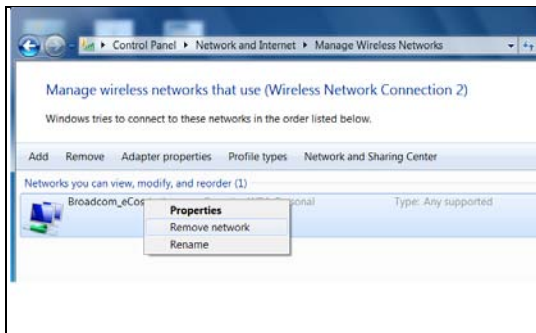 Control Panel ▸ Network and Internet ▸ Manage Wireless Networks
Manage wireless networks that use (Wireless Network Connection 2)
Windows tries to connect to these networks in the order listed below.
Add Remove Adapter properties Profile types Network and Sharing Center
Networks you can view, modify, and reorder (1)
Broadcom_eCos Type: Any supported
Properties
Remove network
Rename